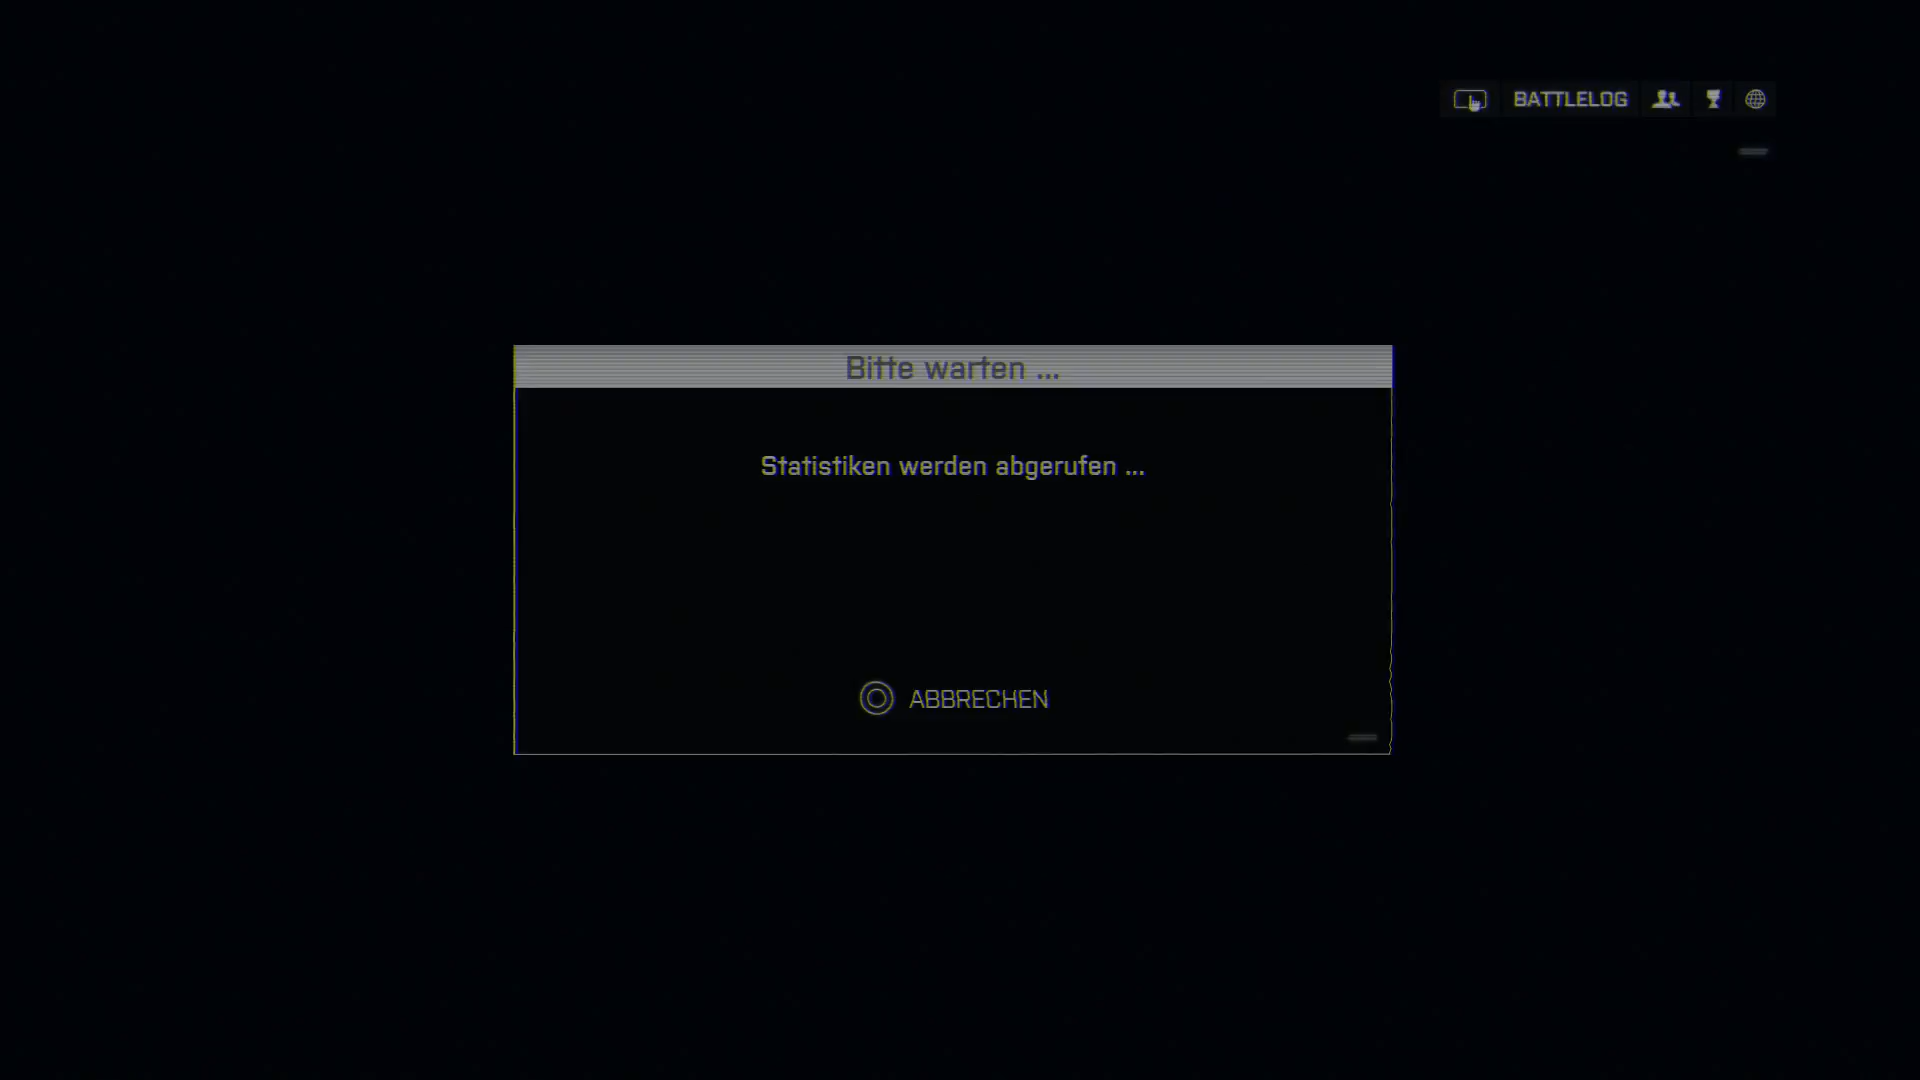 BATTLELOG
Bitte warten ...
Statistiken werden abgerufen ...
ABBRECHEN